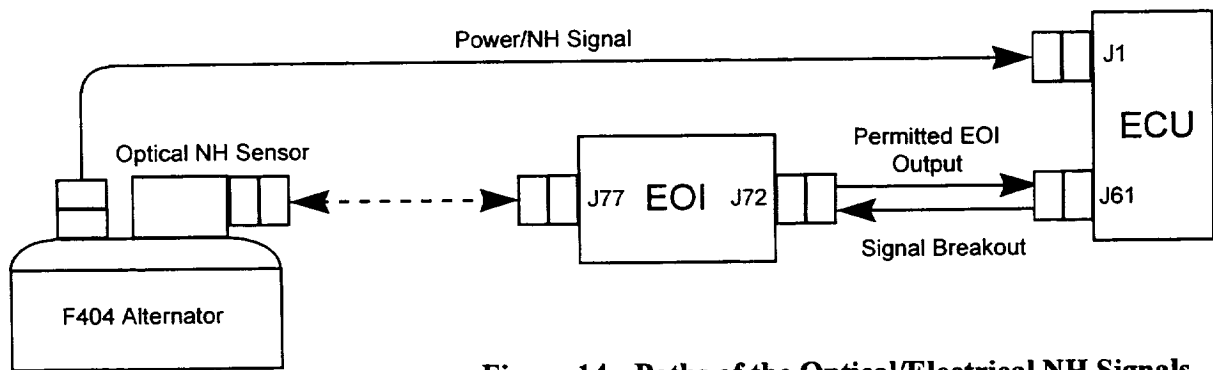 Power/NH Signal
J1
ECU
Optical NH Sensor
Permitted EOI
Output
J77
EOI
J72
J61
Signal Breakout
F404 Alternator
Figure 14 Paths of the Optical/Electrical NH Signals